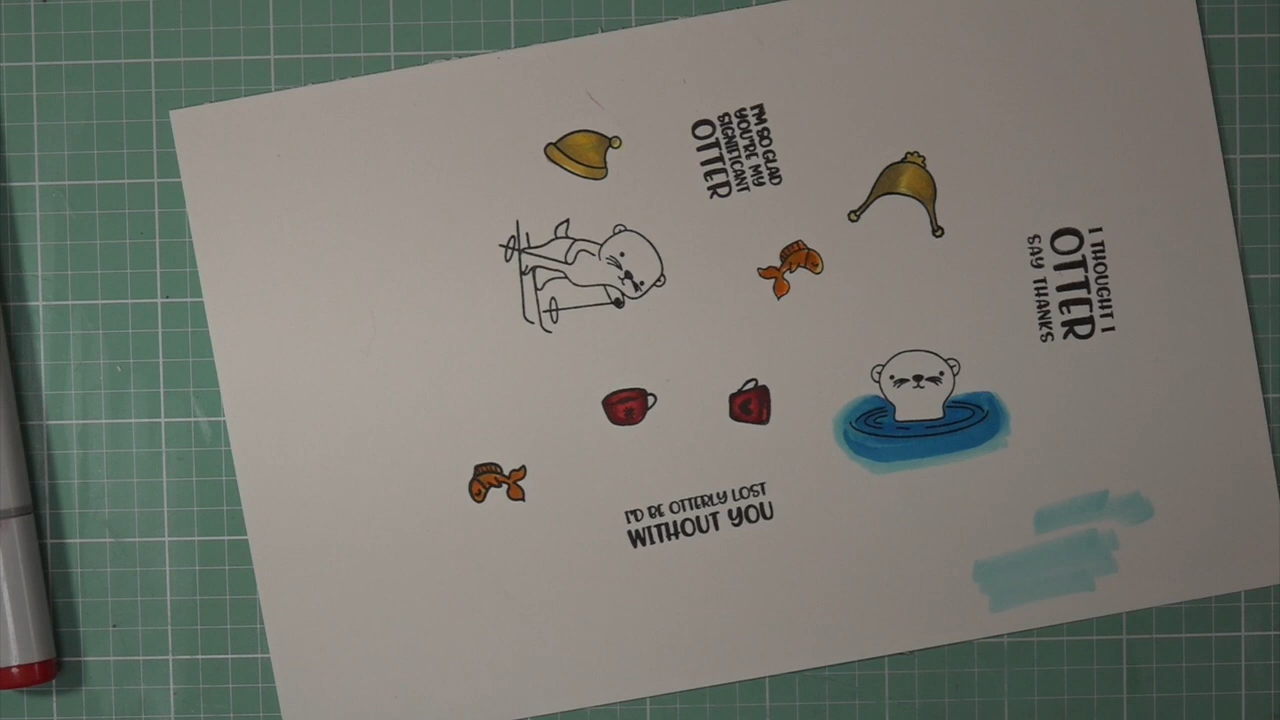 I'M SO GLAD
YOU'RE MY
SIGNIFICANT
OTTER
I THOUGHT I
OTTER
SAY THANKS
I'D BE OTTERLY LOST
WITHOUT YOU